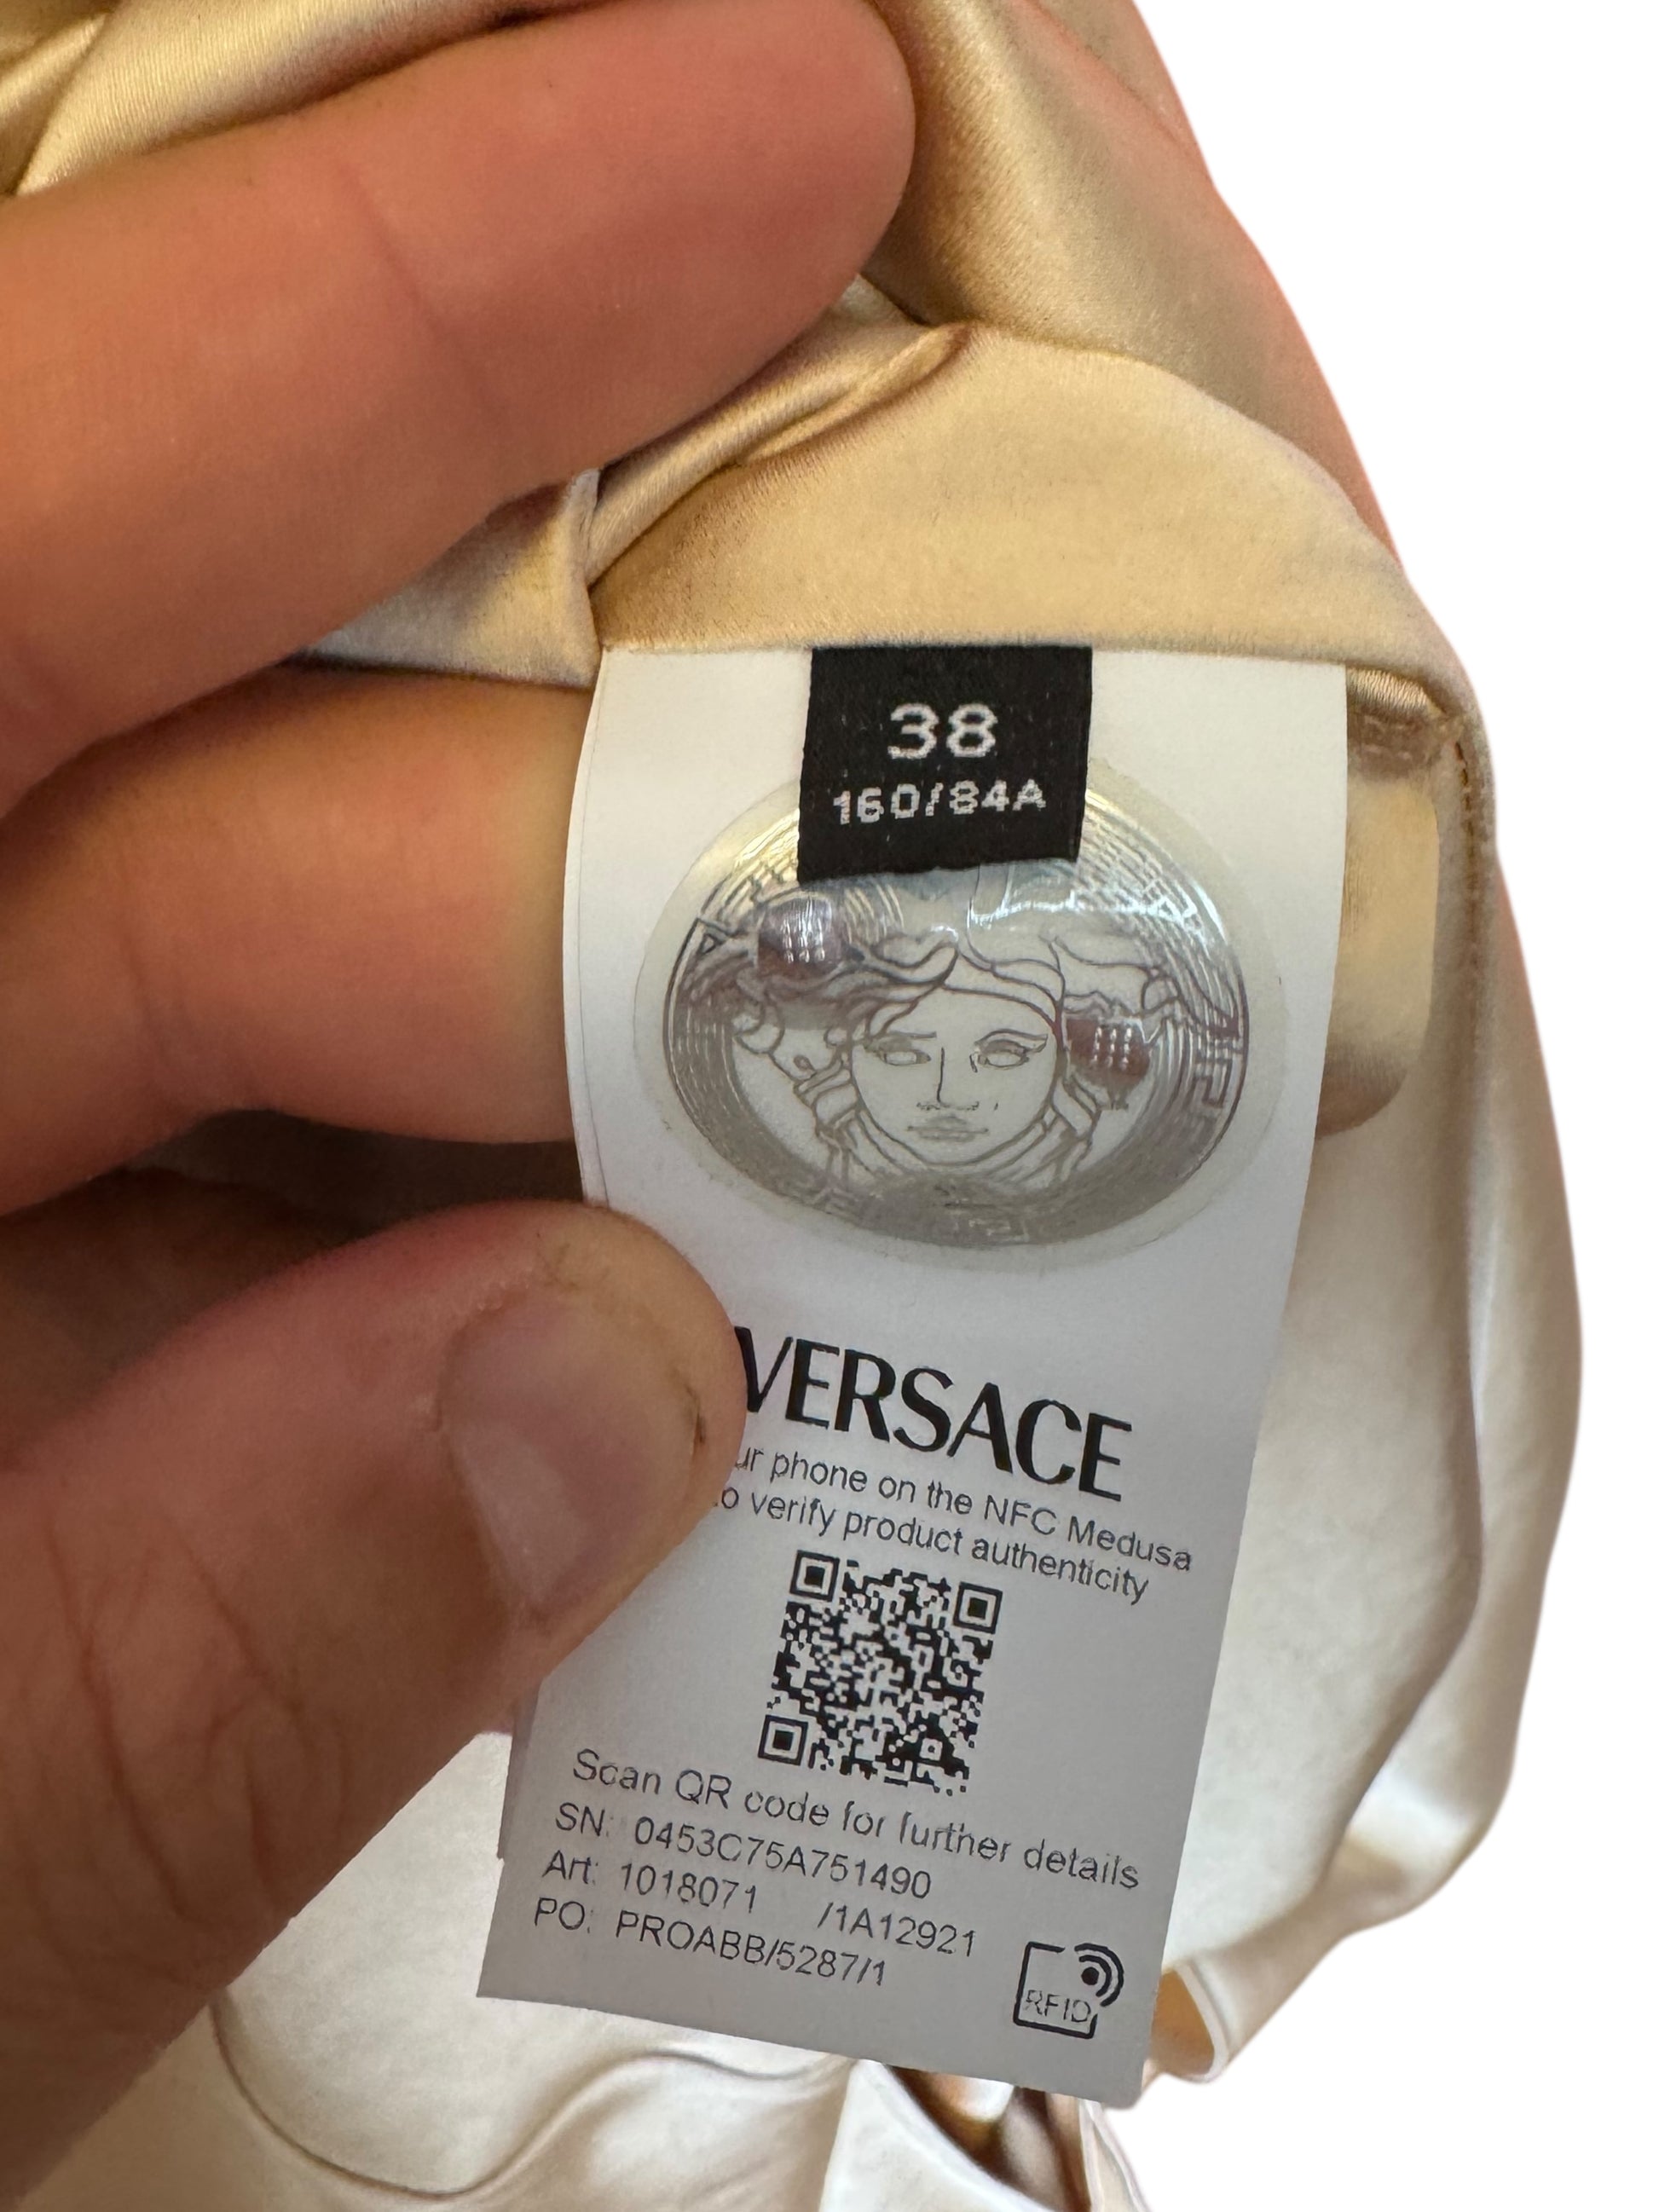 38
160/84A
VERSACE
ur phone on the NFC Medusa
to verify product authenticity
Scan QR code for further details
SN: 0453C75A751490
Art: 1018071 /1A12921
PO: PROABB/5287/1
RFID